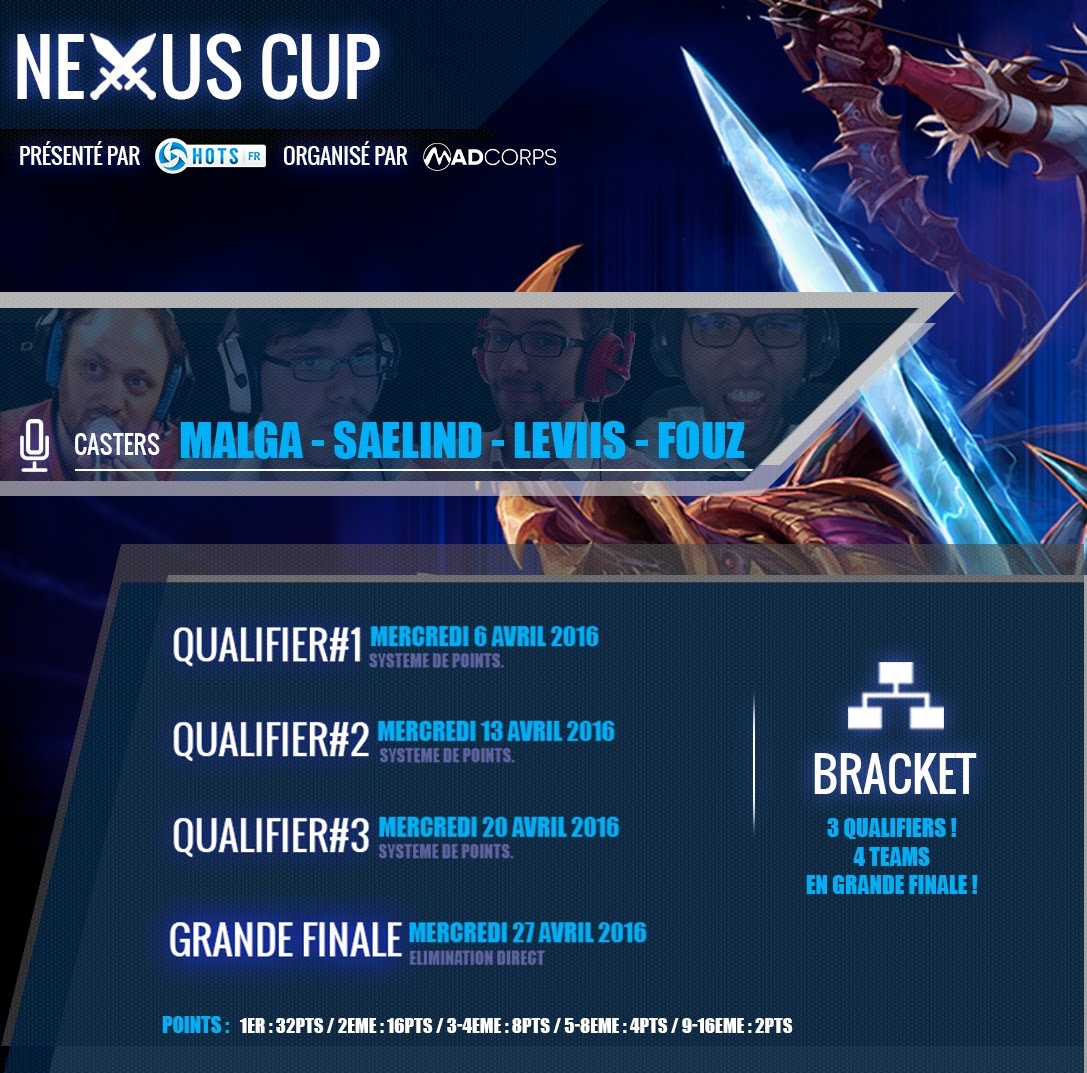 NEXUS CUP
PRÉSENTÉ PAR HOTS FR ORGANISÉ PAR MADCORPS
CASTERS MALGA - SAELIND - LEVIIS - FOUZ
QUALIFIER#1 MERCREDI 6 AVRIL 2016
SYSTEME DE POINTS.
QUALIFIER#2 MERCREDI 13 AVRIL 2016
SYSTEME DE POINTS.
QUALIFIER#3 MERCREDI 20 AVRIL 2016
SYSTEME DE POINTS.
GRANDE FINALE MERCREDI 27 AVRIL 2016
ELIMINATION DIRECT
BRACKET
3 QUALIFIERS !
4 TEAMS
EN GRANDE FINALE !
POINTS : 1ER : 32PTS / 2EME : 16PTS / 3-4EME : 8PTS / 5-8EME : 4PTS / 9-16EME : 2PTS